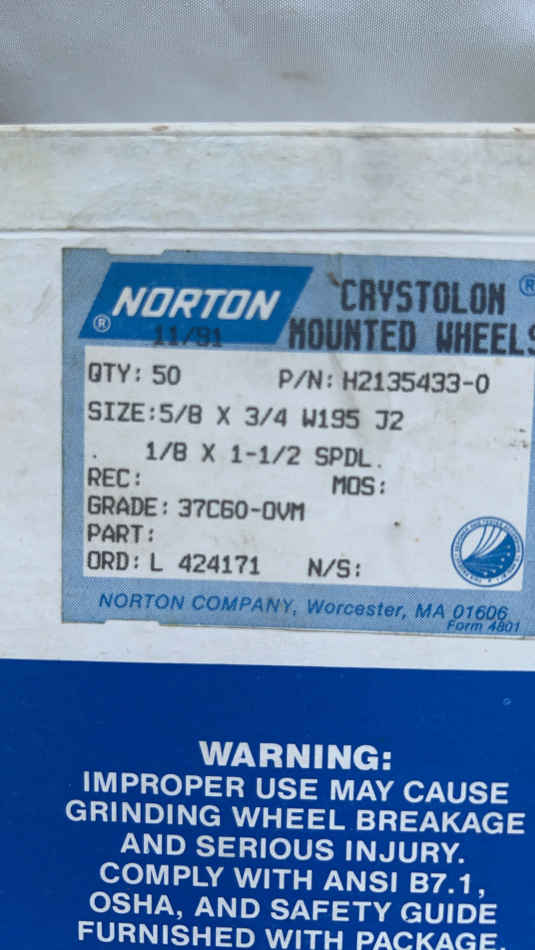 NORTON ®
CRYSTOLON ®
11/91
MOUNTED WHEELS
QTY: 50 P/N: H2135433-0
SIZE: 5/8 X 3/4 W195 J2
1/8 X 1-1/2 SPDL.
REC: MOS:
GRADE: 37C60-OVM
PART:
ORD: L 424171 N/S:
NORTON COMPANY, Worcester, MA 01606
Form 4801
WARNING:
IMPROPER USE MAY CAUSE
GRINDING WHEEL BREAKAGE
AND SERIOUS INJURY.
COMPLY WITH ANSI B7.1,
OSHA, AND SAFETY GUIDE
FURNISHED WITH PACKAGE.